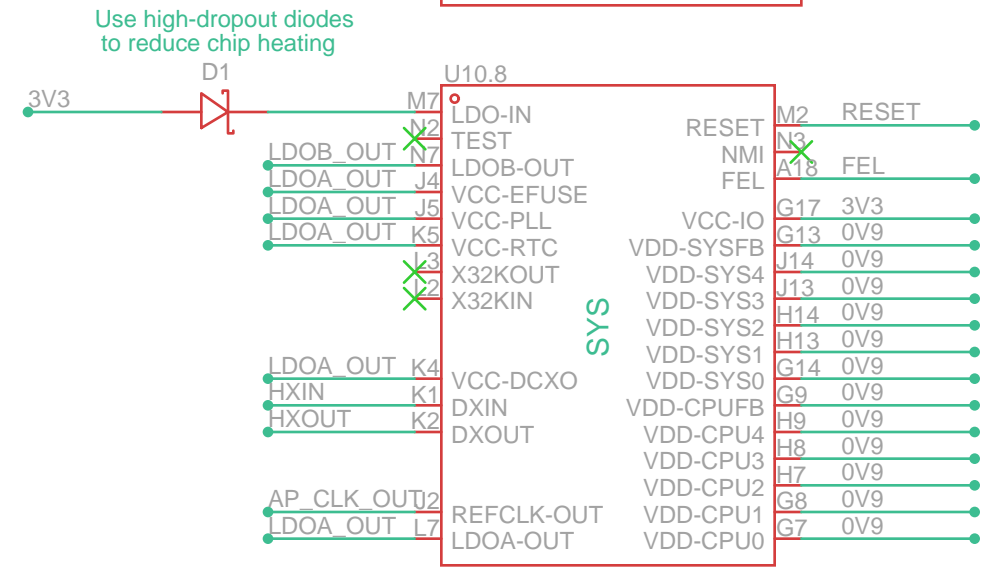 Use high-dropout diodes
to reduce chip heating
D1
U10.8
3V3
M7
LDO-IN
N2
TEST
LDOB_OUT N7
LDOB-OUT
LDOA_OUT J4
VCC-EFUSE
LDOA_OUT J5
VCC-PLL
LDOA_OUT K5
VCC-RTC
L3
X32KOUT
L2
X32KIN
LDOA_OUT K4
VCC-DCXO
HXIN K1
DXIN
HXOUT K2
DXOUT
AP_CLK_OUT J2
REFCLK-OUT
LDOA_OUT L7
LDOA-OUT
SYS
RESET M2 RESET
NMI N3
FEL A18 FEL
VCC-IO G17 3V3
VDD-SYSFB G13 0V9
VDD-SYS4 J14 0V9
VDD-SYS3 J13 0V9
VDD-SYS2 H14 0V9
VDD-SYS1 H13 0V9
VDD-SYS0 G14 0V9
VDD-CPUFB G9 0V9
VDD-CPU4 H9 0V9
VDD-CPU3 H8 0V9
VDD-CPU2 H7 0V9
VDD-CPU1 G8 0V9
VDD-CPU0 G7 0V9